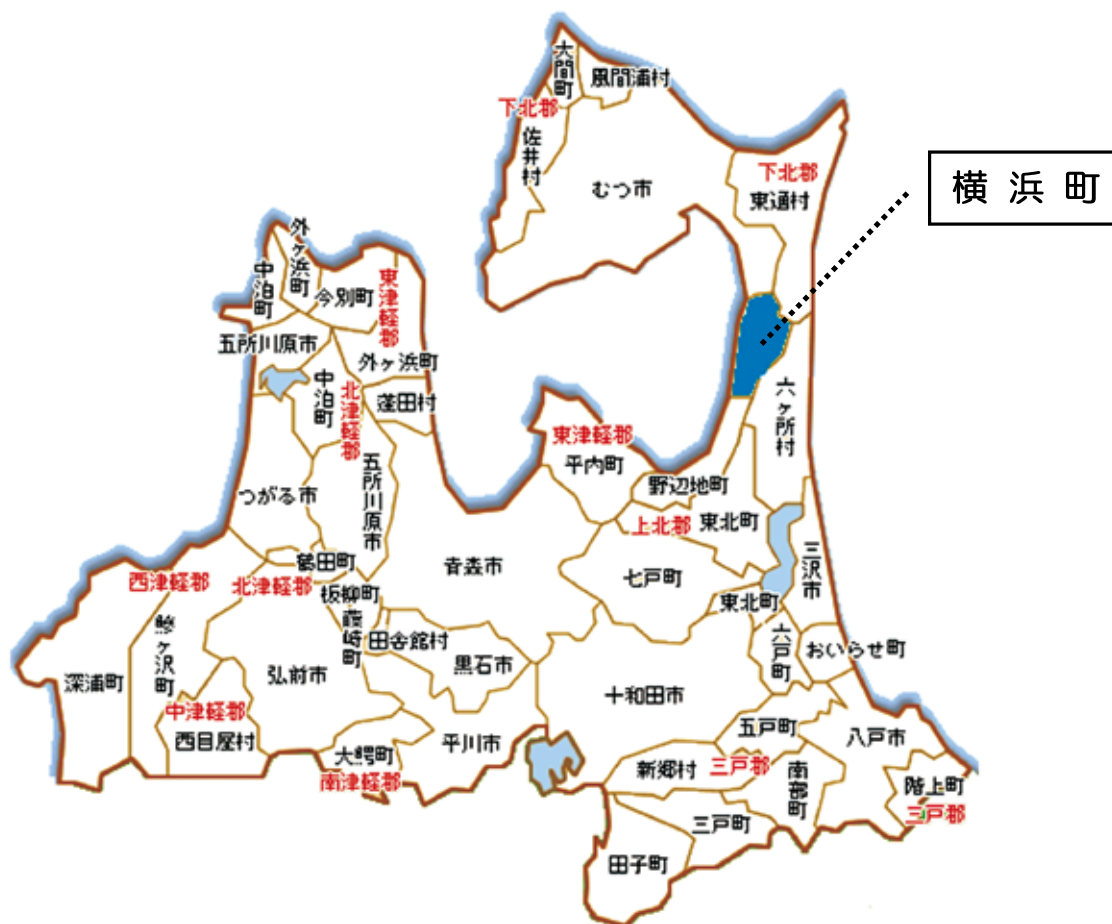 大間町
風間浦村
下北郡
佐井村
むつ市
下北郡
東通村
横浜町
外ヶ浜町
中泊町
今別町
東津軽郡
五所川原市
外ヶ浜町
中泊町
北津軽郡
蓬田村
六ヶ所村
東津軽郡
平内町
五所川原市
つがる市
野辺地町
上北郡
東北町
青森市
鶴田町
三沢市
西津軽郡
北津軽郡
板柳町
七戸町
東北町
藤崎町
田舎館村
六戸町
おいらせ町
鰺ヶ沢町
弘前市
黒石市
深浦町
十和田市
中津軽郡
西目屋村
平川市
五戸町
八戸市
大鰐町
南津軽郡
新郷村
三戸郡
南部町
階上町
三戸郡
三戸町
田子町